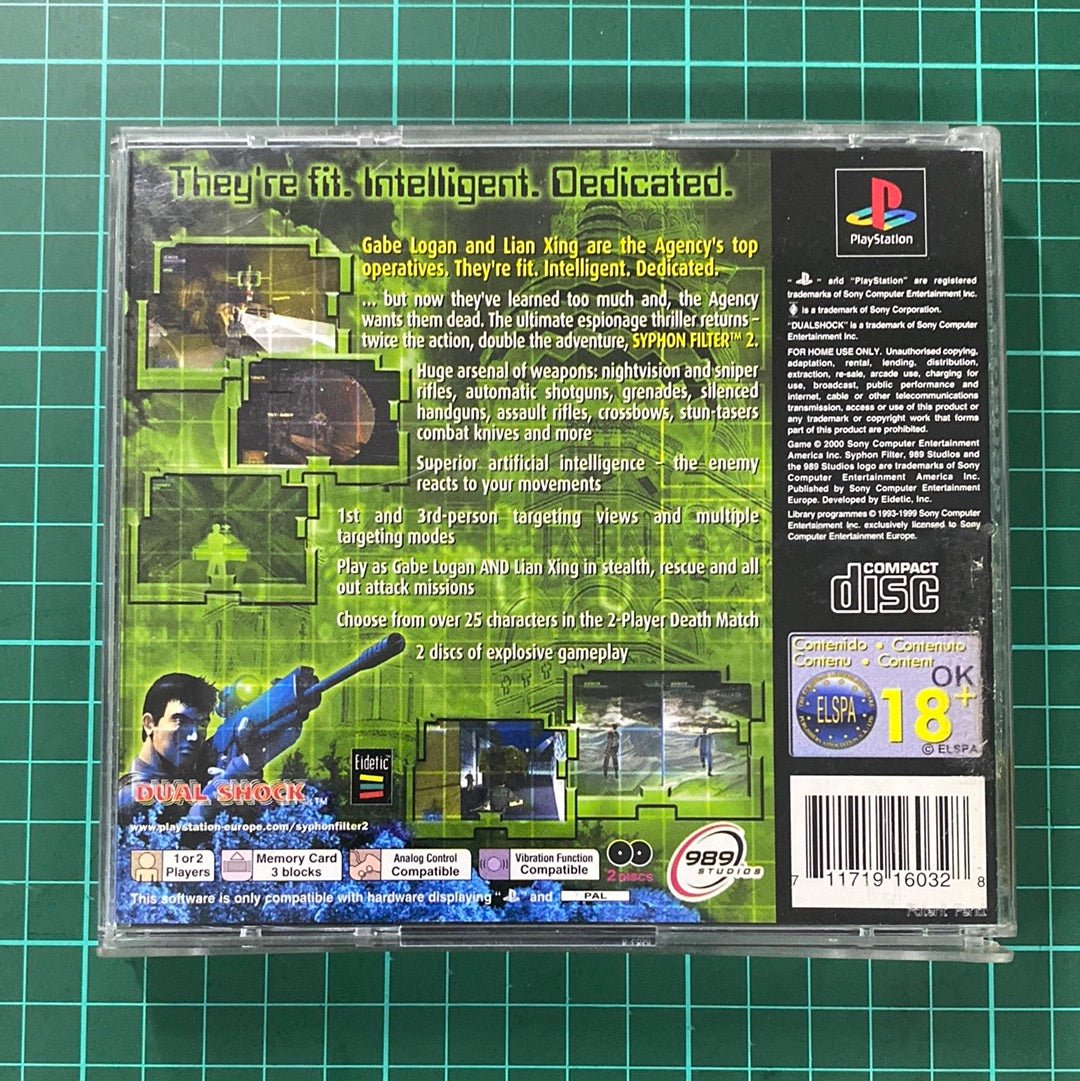 They're fit. Intelligent. Dedicated.
Gabe Logan and Lian Xing are the Agency's top
operatives. They're fit. Intelligent. Dedicated.
... but now they've learned too much and, the Agency
wants them dead. The ultimate espionage thriller returns –
twice the action, double the adventure, SYPHON FILTER™ 2.
Huge arsenal of weapons: nightvision and sniper
rifles, automatic shotguns, grenades, silenced
handguns, assault rifles, crossbows, stun-tasers
combat knives and more
Superior artificial intelligence – the enemy
reacts to your movements
1st and 3rd-person targeting views and multiple
targeting modes
Play as Gabe Logan AND Lian Xing in stealth, rescue and all
out attack missions
Choose from over 25 characters in the 2-Player Death Match
2 discs of explosive gameplay
Eidetic
DUAL SHOCK™
www.playstation-europe.com/syphonfilter2
1 or 2
Players
Memory Card
3 blocks
Analog Control
Compatible
Vibration Function
Compatible
2 DISCS
989
STUDIOS
This software is only compatible with hardware displaying " " and PAL
PlayStation
" " and "PlayStation" are registered
trademarks of Sony Computer Entertainment Inc.
is a trademark of Sony Corporation.
"DUALSHOCK" is a trademark of Sony Computer
Entertainment Inc.
FOR HOME USE ONLY. Unauthorised copying,
adaptation, rental, lending, distribution,
extraction, re-sale, arcade use, charging for
use, broadcast, public performance and
internet, cable or other telecommunications
transmission, access or use of this product or
any trademark or copyright work that forms
part of this product are prohibited.
Game © 2000 Sony Computer Entertainment
America Inc. Syphon Filter, 989 Studios and
the 989 Studios logo are trademarks of Sony
Computer Entertainment America Inc.
Published by Sony Computer Entertainment
Europe. Developed by Eidetic, Inc.
Library programmes © 1993-1999 Sony Computer
Entertainment Inc. exclusively licensed to Sony
Computer Entertainment Europe.
COMPACT
disc
Contenido • Contenuto
Contenu • Content
OK
ELSPA
18+
© ELSPA
7 11719 16032 8